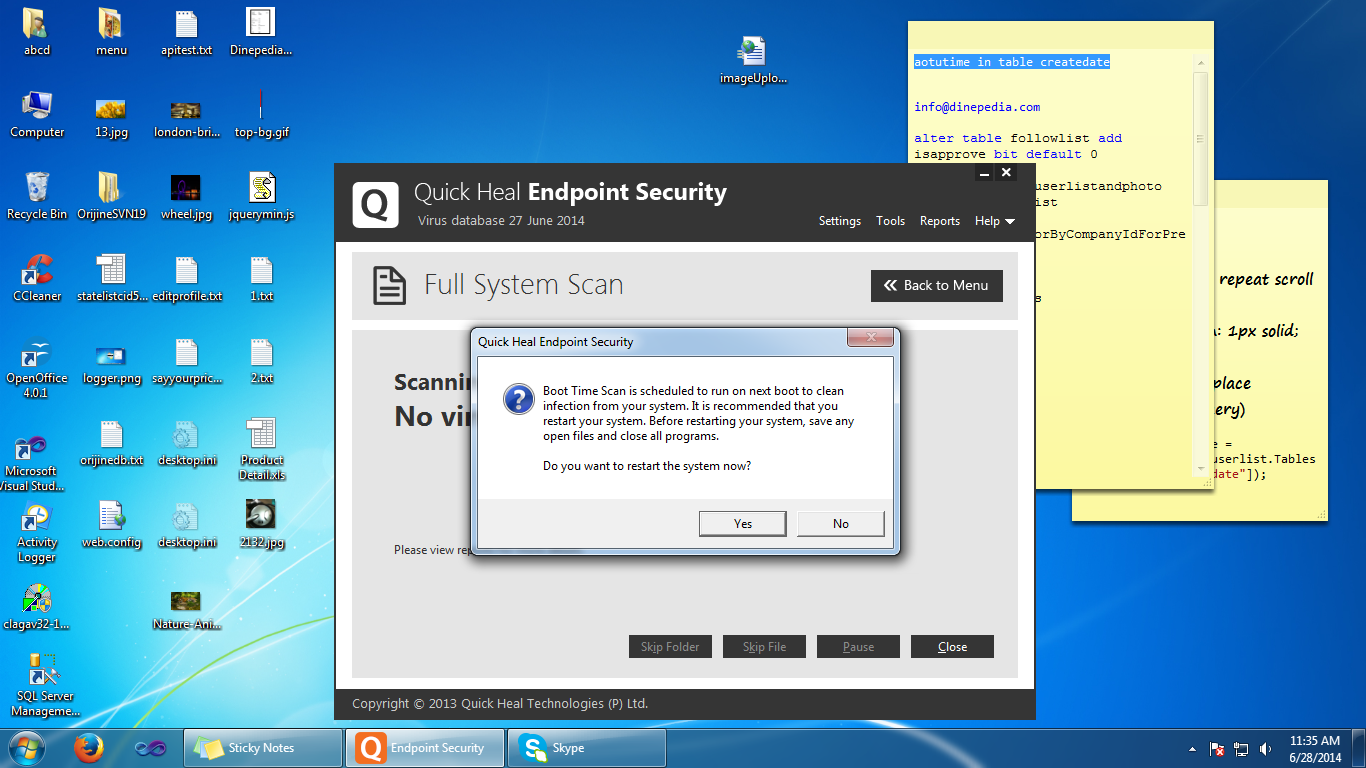 abcd
menu
apitest.txt
Dinepedia...
imageUplo...
Computer
13.jpg
london-bri...
top-bg.gif
Recycle Bin
OrijineSVN19
wheel.jpg
jquerymin.js
CCleaner
statelistcid5...
editprofile.txt
1.txt
OpenOffice
4.0.1
logger.png
sayyourpric...
2.txt
Microsoft
Visual Stud...
orijinedb.txt
desktop.ini
Product
Detail.xls
Activity
Logger
web.config
desktop.ini
2132.jpg
clagav32-1...
Nature-Ani...
SQL Server
Manageme...
aotutime in table createdate
info@dinepedia.com
alter table followlist add
isapprove bit default 0
userlistandphoto
ist
orByCompanyIdForPre
s
repeat scroll
: 1px solid;
place
ery)
e =
userlist.Tables
date"]);
Q
Quick Heal Endpoint Security
Virus database 27 June 2014
Settings
Tools
Reports
Help
Full System Scan
Back to Menu
Scannin
No vir
Please view rep
Quick Heal Endpoint Security
Boot Time Scan is scheduled to run on next boot to clean
infection from your system. It is recommended that you
restart your system. Before restarting your system, save any
open files and close all programs.
Do you want to restart the system now?
Yes
No
Skip Folder
Skip File
Pause
Close
Copyright © 2013 Quick Heal Technologies (P) Ltd.
Sticky Notes
Endpoint Security
Skype
11:35 AM
6/28/2014